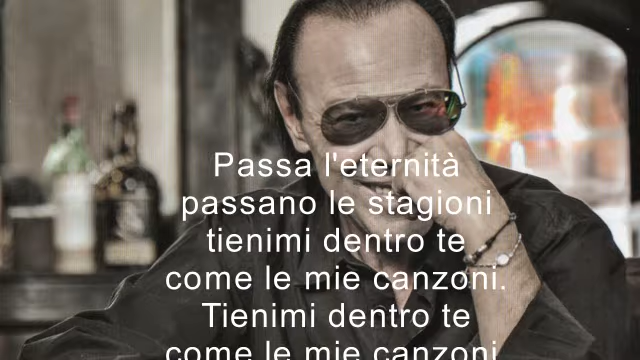 Passa l'eternità
passano le stagioni
tienimi dentro te
come le mie canzoni.
Tienimi dentro te
come le mie canzoni.